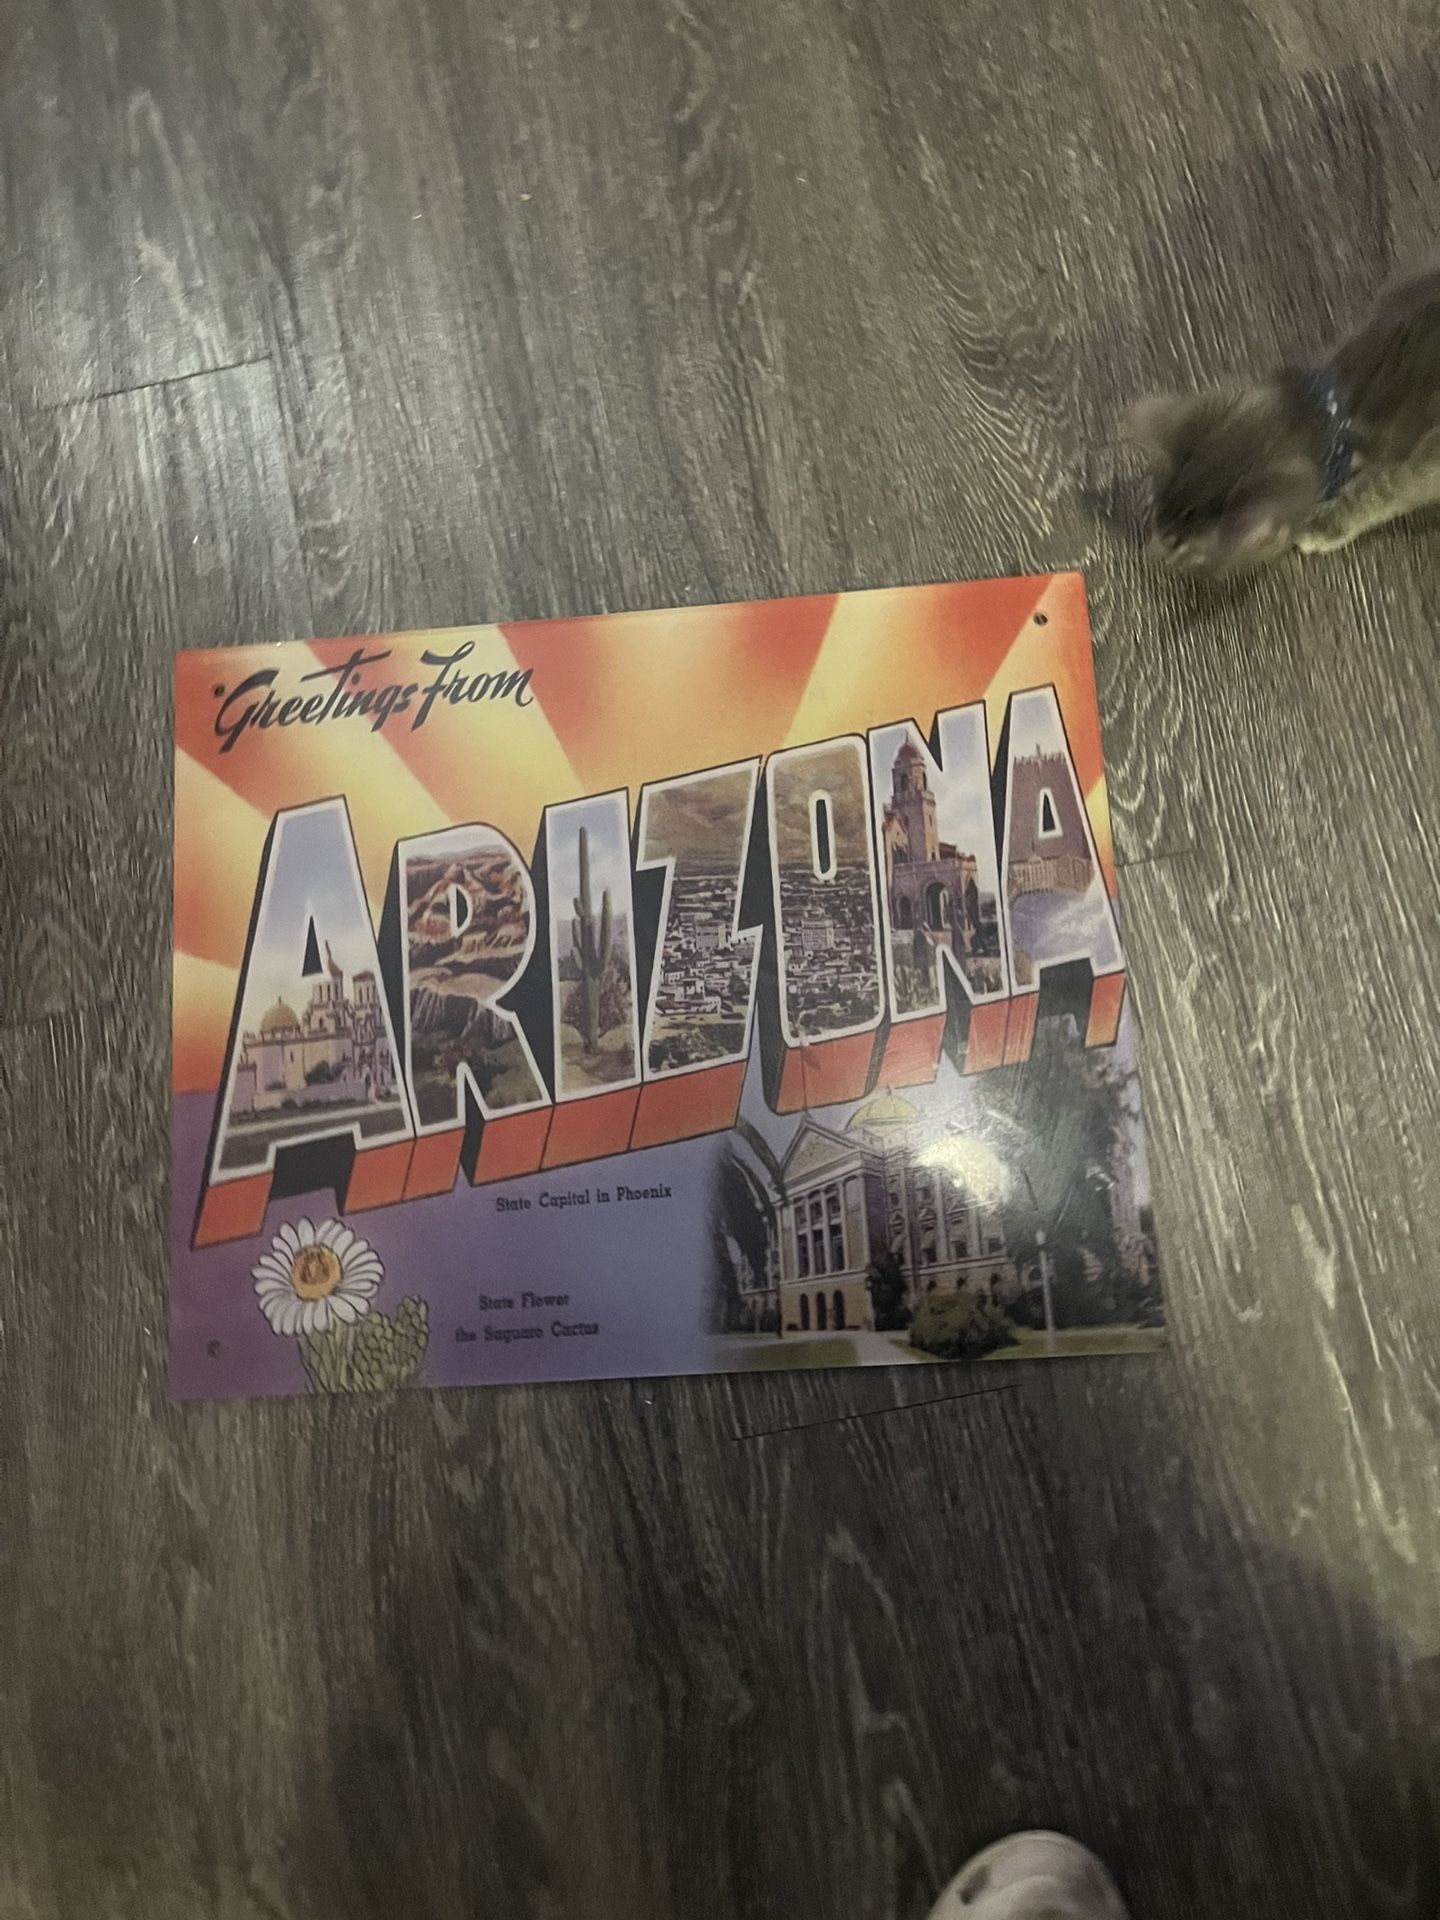 Greetings From
ARIZONA
State Capital in Phoenix
State Flower
the Saguaro Cactus